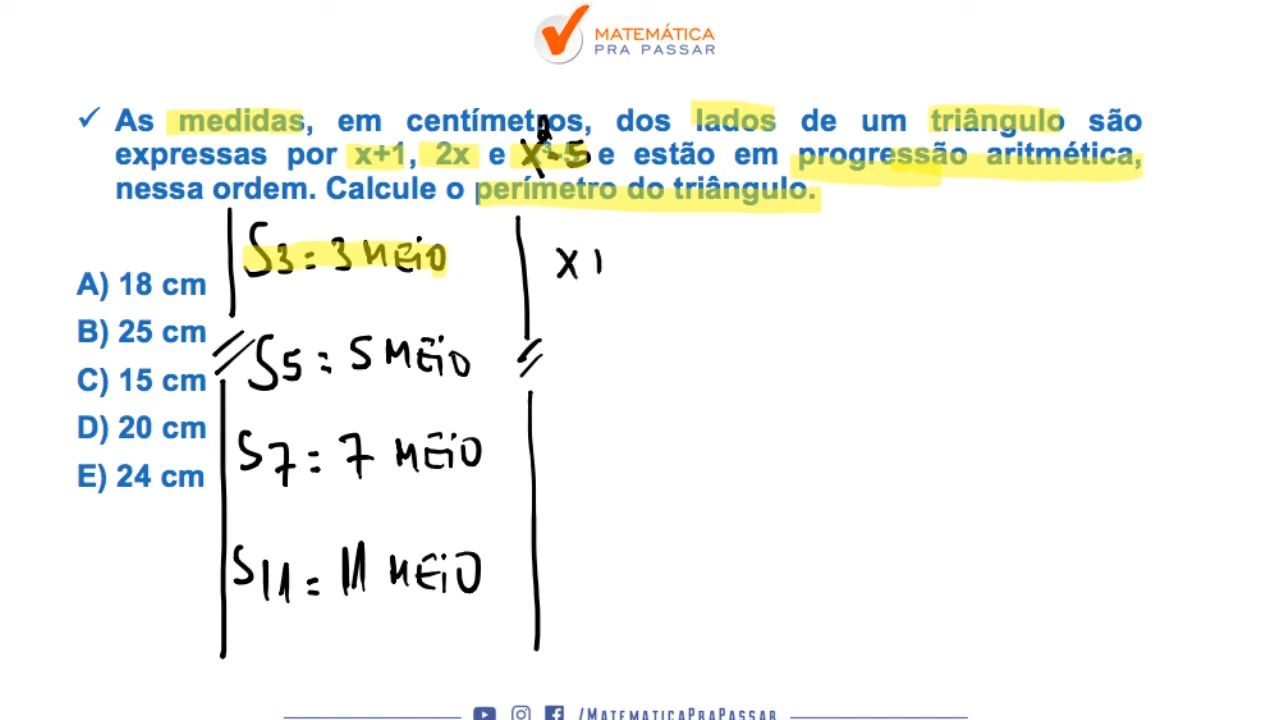 MATEMÁTICA
PRA PASSAR
✓ As medidas, em centímetros, dos lados de um triângulo são
expressas por x+1, 2x e x²-5 e estão em progressão aritmética,
nessa ordem. Calcule o perímetro do triângulo.
A) 18 cm
B) 25 cm
C) 15 cm
D) 20 cm
E) 24 cm
S3 = 3 MEIO
S5 = 5 MEIO
S7 = 7 MEIO
S11 = 11 MEIO
X 1
/MATEMATICAPRAPASSAR